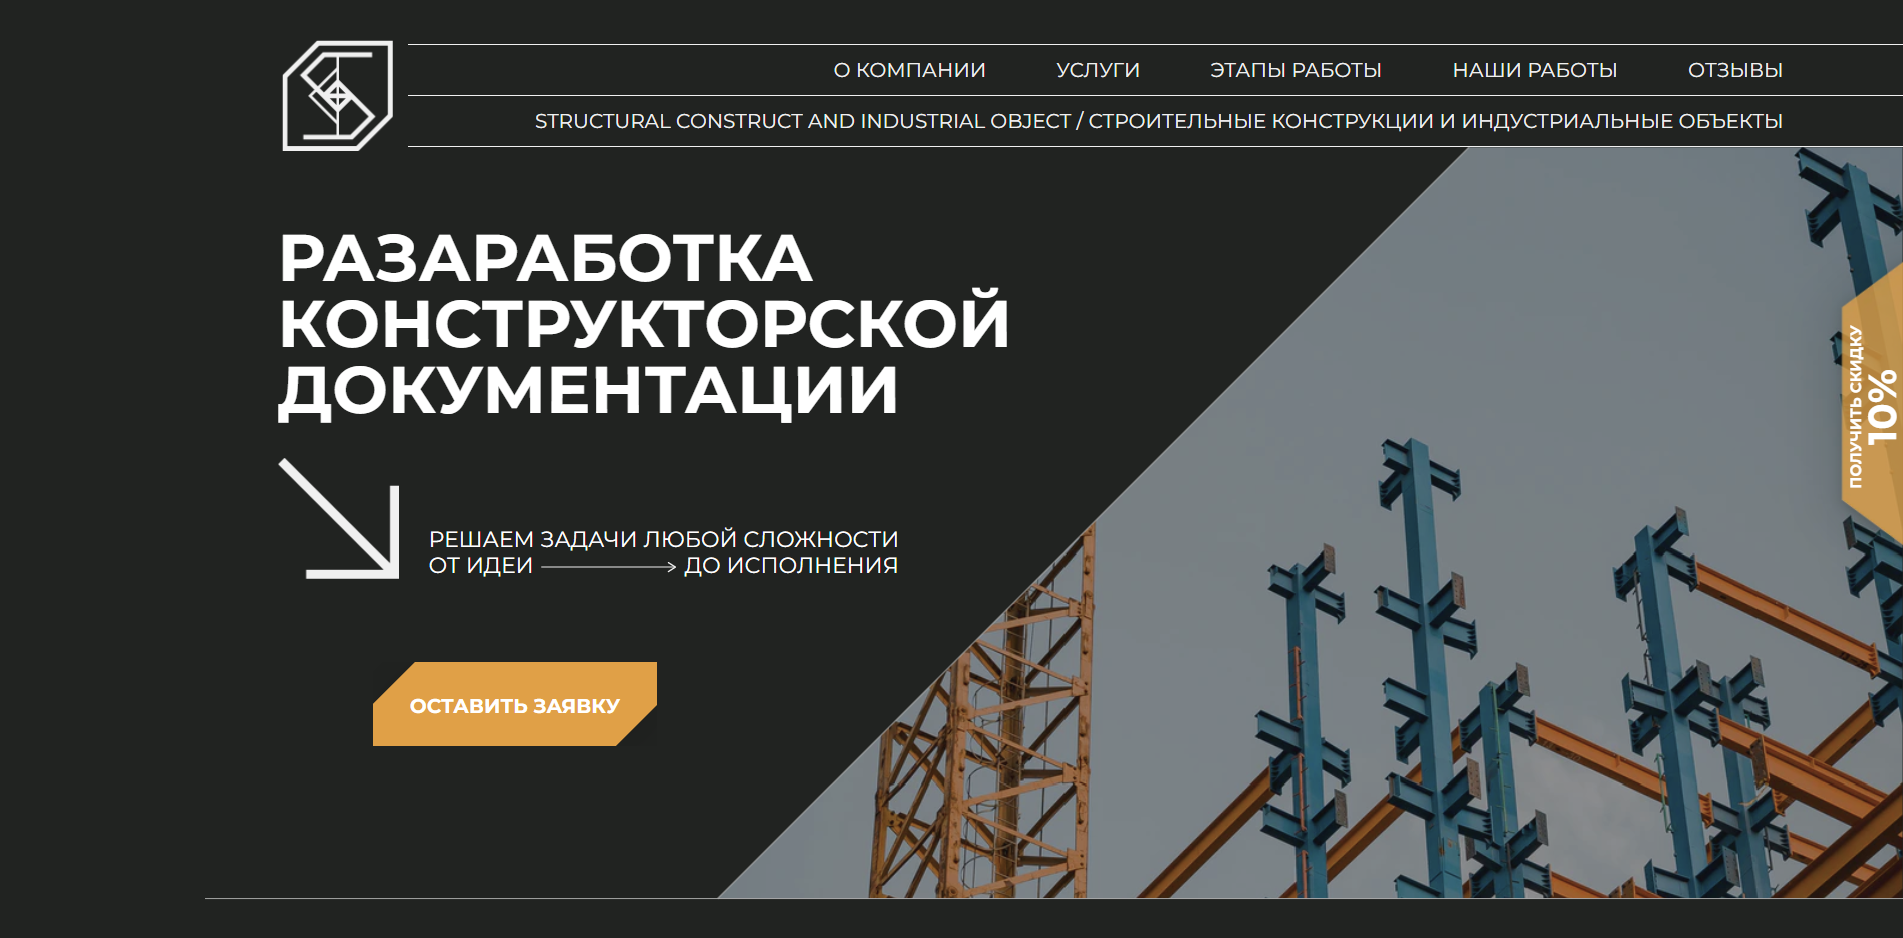 О КОМПАНИИ УСЛУГИ ЭТАПЫ РАБОТЫ НАШИ РАБОТЫ ОТЗЫВЫ
STRUCTURAL CONSTRUCT AND INDUSTRIAL OBJECT / СТРОИТЕЛЬНЫЕ КОНСТРУКЦИИ И ИНДУСТРИАЛЬНЫЕ ОБЪЕКТЫ
РАЗАРАБОТКА
КОНСТРУКТОРСКОЙ
ДОКУМЕНТАЦИИ
РЕШАЕМ ЗАДАЧИ ЛЮБОЙ СЛОЖНОСТИ
ОТ ИДЕИ ДО ИСПОЛНЕНИЯ
ОСТАВИТЬ ЗАЯВКУ
ПОЛУЧИТЬ СКИДКУ
10%